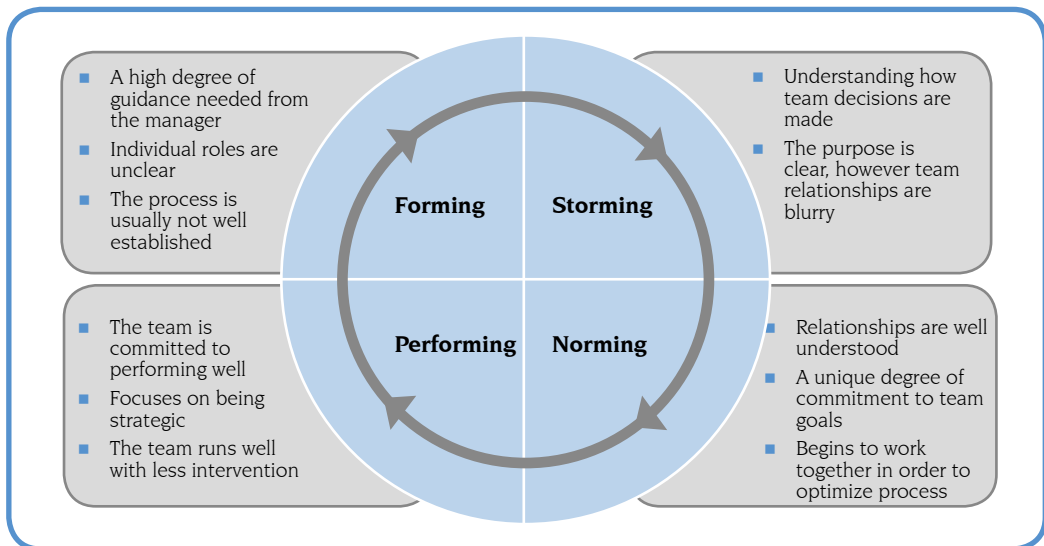 A high degree of
guidance needed from
the manager
Individual roles are
unclear
The process is
usually not well
established
Understanding how
team decisions are
made
The purpose is
clear, however team
relationships are
blurry
Forming
Storming
Performing
Norming
The team is
committed to
performing well
Focuses on being
strategic
The team runs well
with less intervention
Relationships are well
understood
A unique degree of
commitment to team
goals
Begins to work
together in order to
optimize process